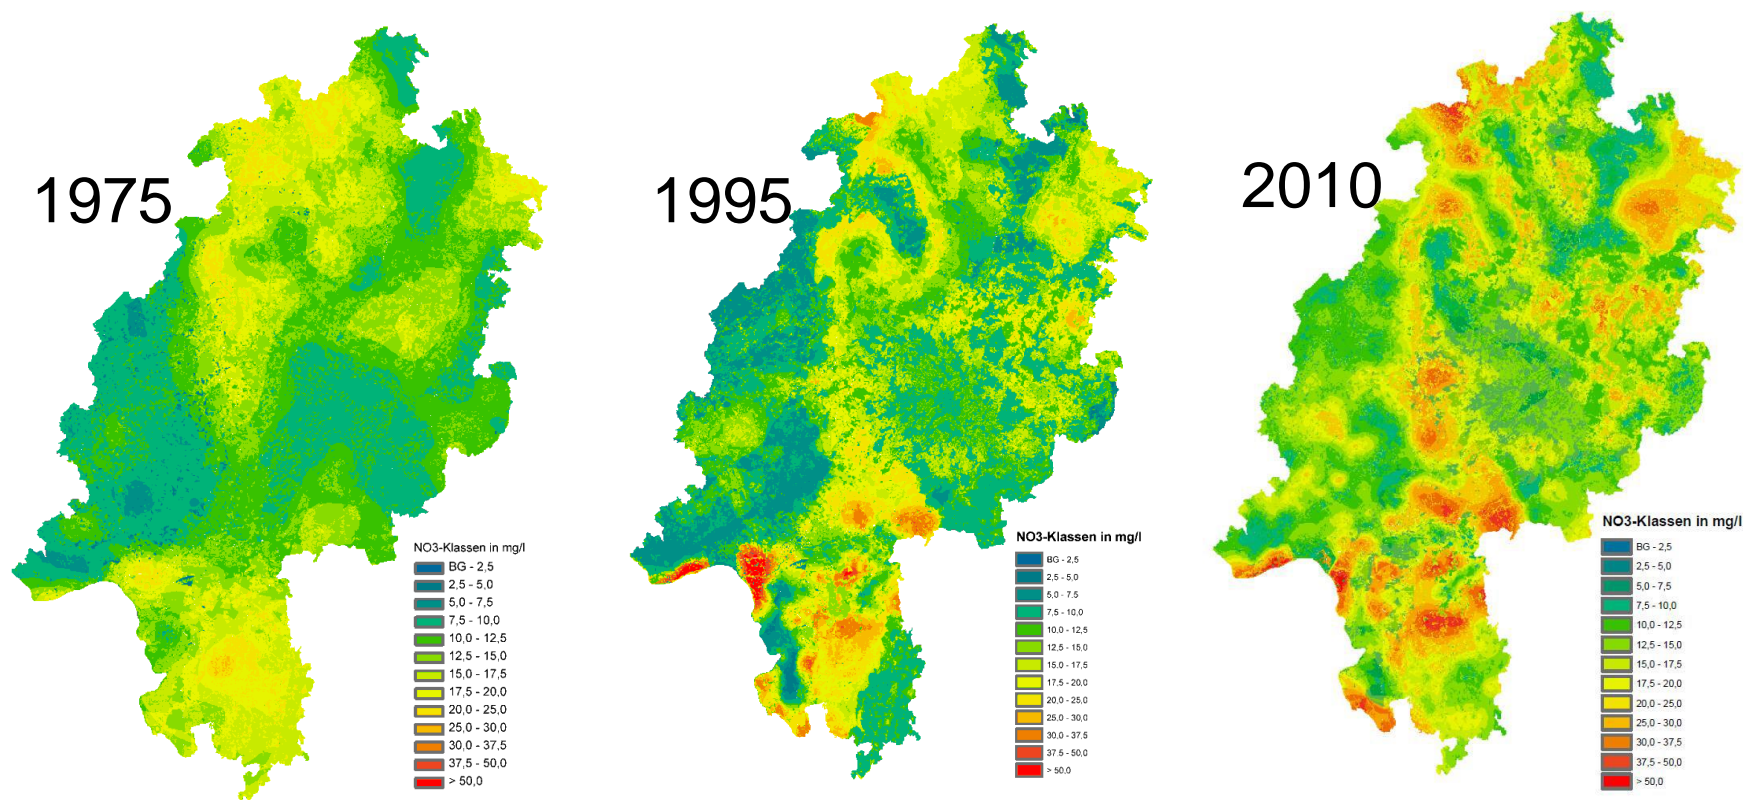 1975
NO3-Klassen in mg/l
BG - 2,5
2,5 - 5,0
5,0 - 7,5
7,5 - 10,0
10,0 - 12,5
12,5 - 15,0
15,0 - 17,5
17,5 - 20,0
20,0 - 25,0
25,0 - 30,0
30,0 - 37,5
37,5 - 50,0
> 50,0
1995
NO3-Klassen in mg/l
BG - 2,5
2,5 - 5,0
5,0 - 7,5
7,5 - 10,0
10,0 - 12,5
12,5 - 15,0
15,0 - 17,5
17,5 - 20,0
20,0 - 25,0
25,0 - 30,0
30,0 - 37,5
37,5 - 50,0
> 50,0
2010
NO3-Klassen in mg/l
BG - 2,5
2,5 - 5,0
5,0 - 7,5
7,5 - 10,0
10,0 - 12,5
12,5 - 15,0
15,0 - 17,5
17,5 - 20,0
20,0 - 25,0
25,0 - 30,0
30,0 - 37,5
37,5 - 50,0
> 50,0